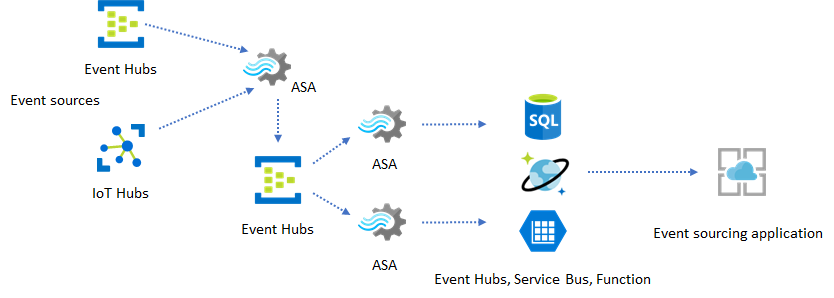 Event Hubs
ASA
Event sources
IoT Hubs
Event Hubs
ASA
ASA
SQL
Event Hubs, Service Bus, Function
Event sourcing application